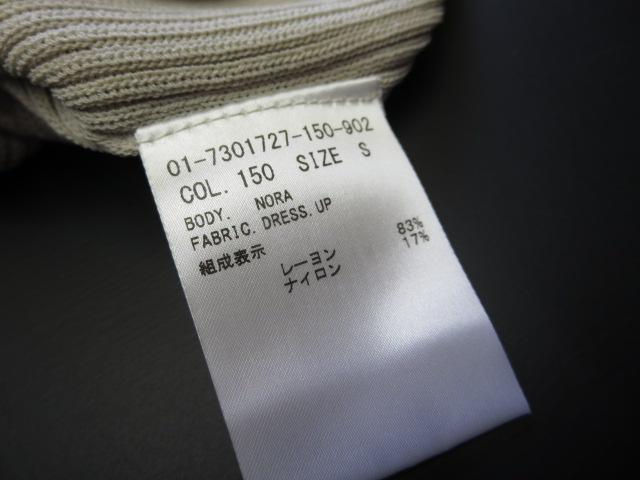 01-7301727-150-902
COL. 150 SIZE S
BODY. NORA
FABRIC. DRESS. UP
組成表示
レーヨン 83%
ナイロン 17%